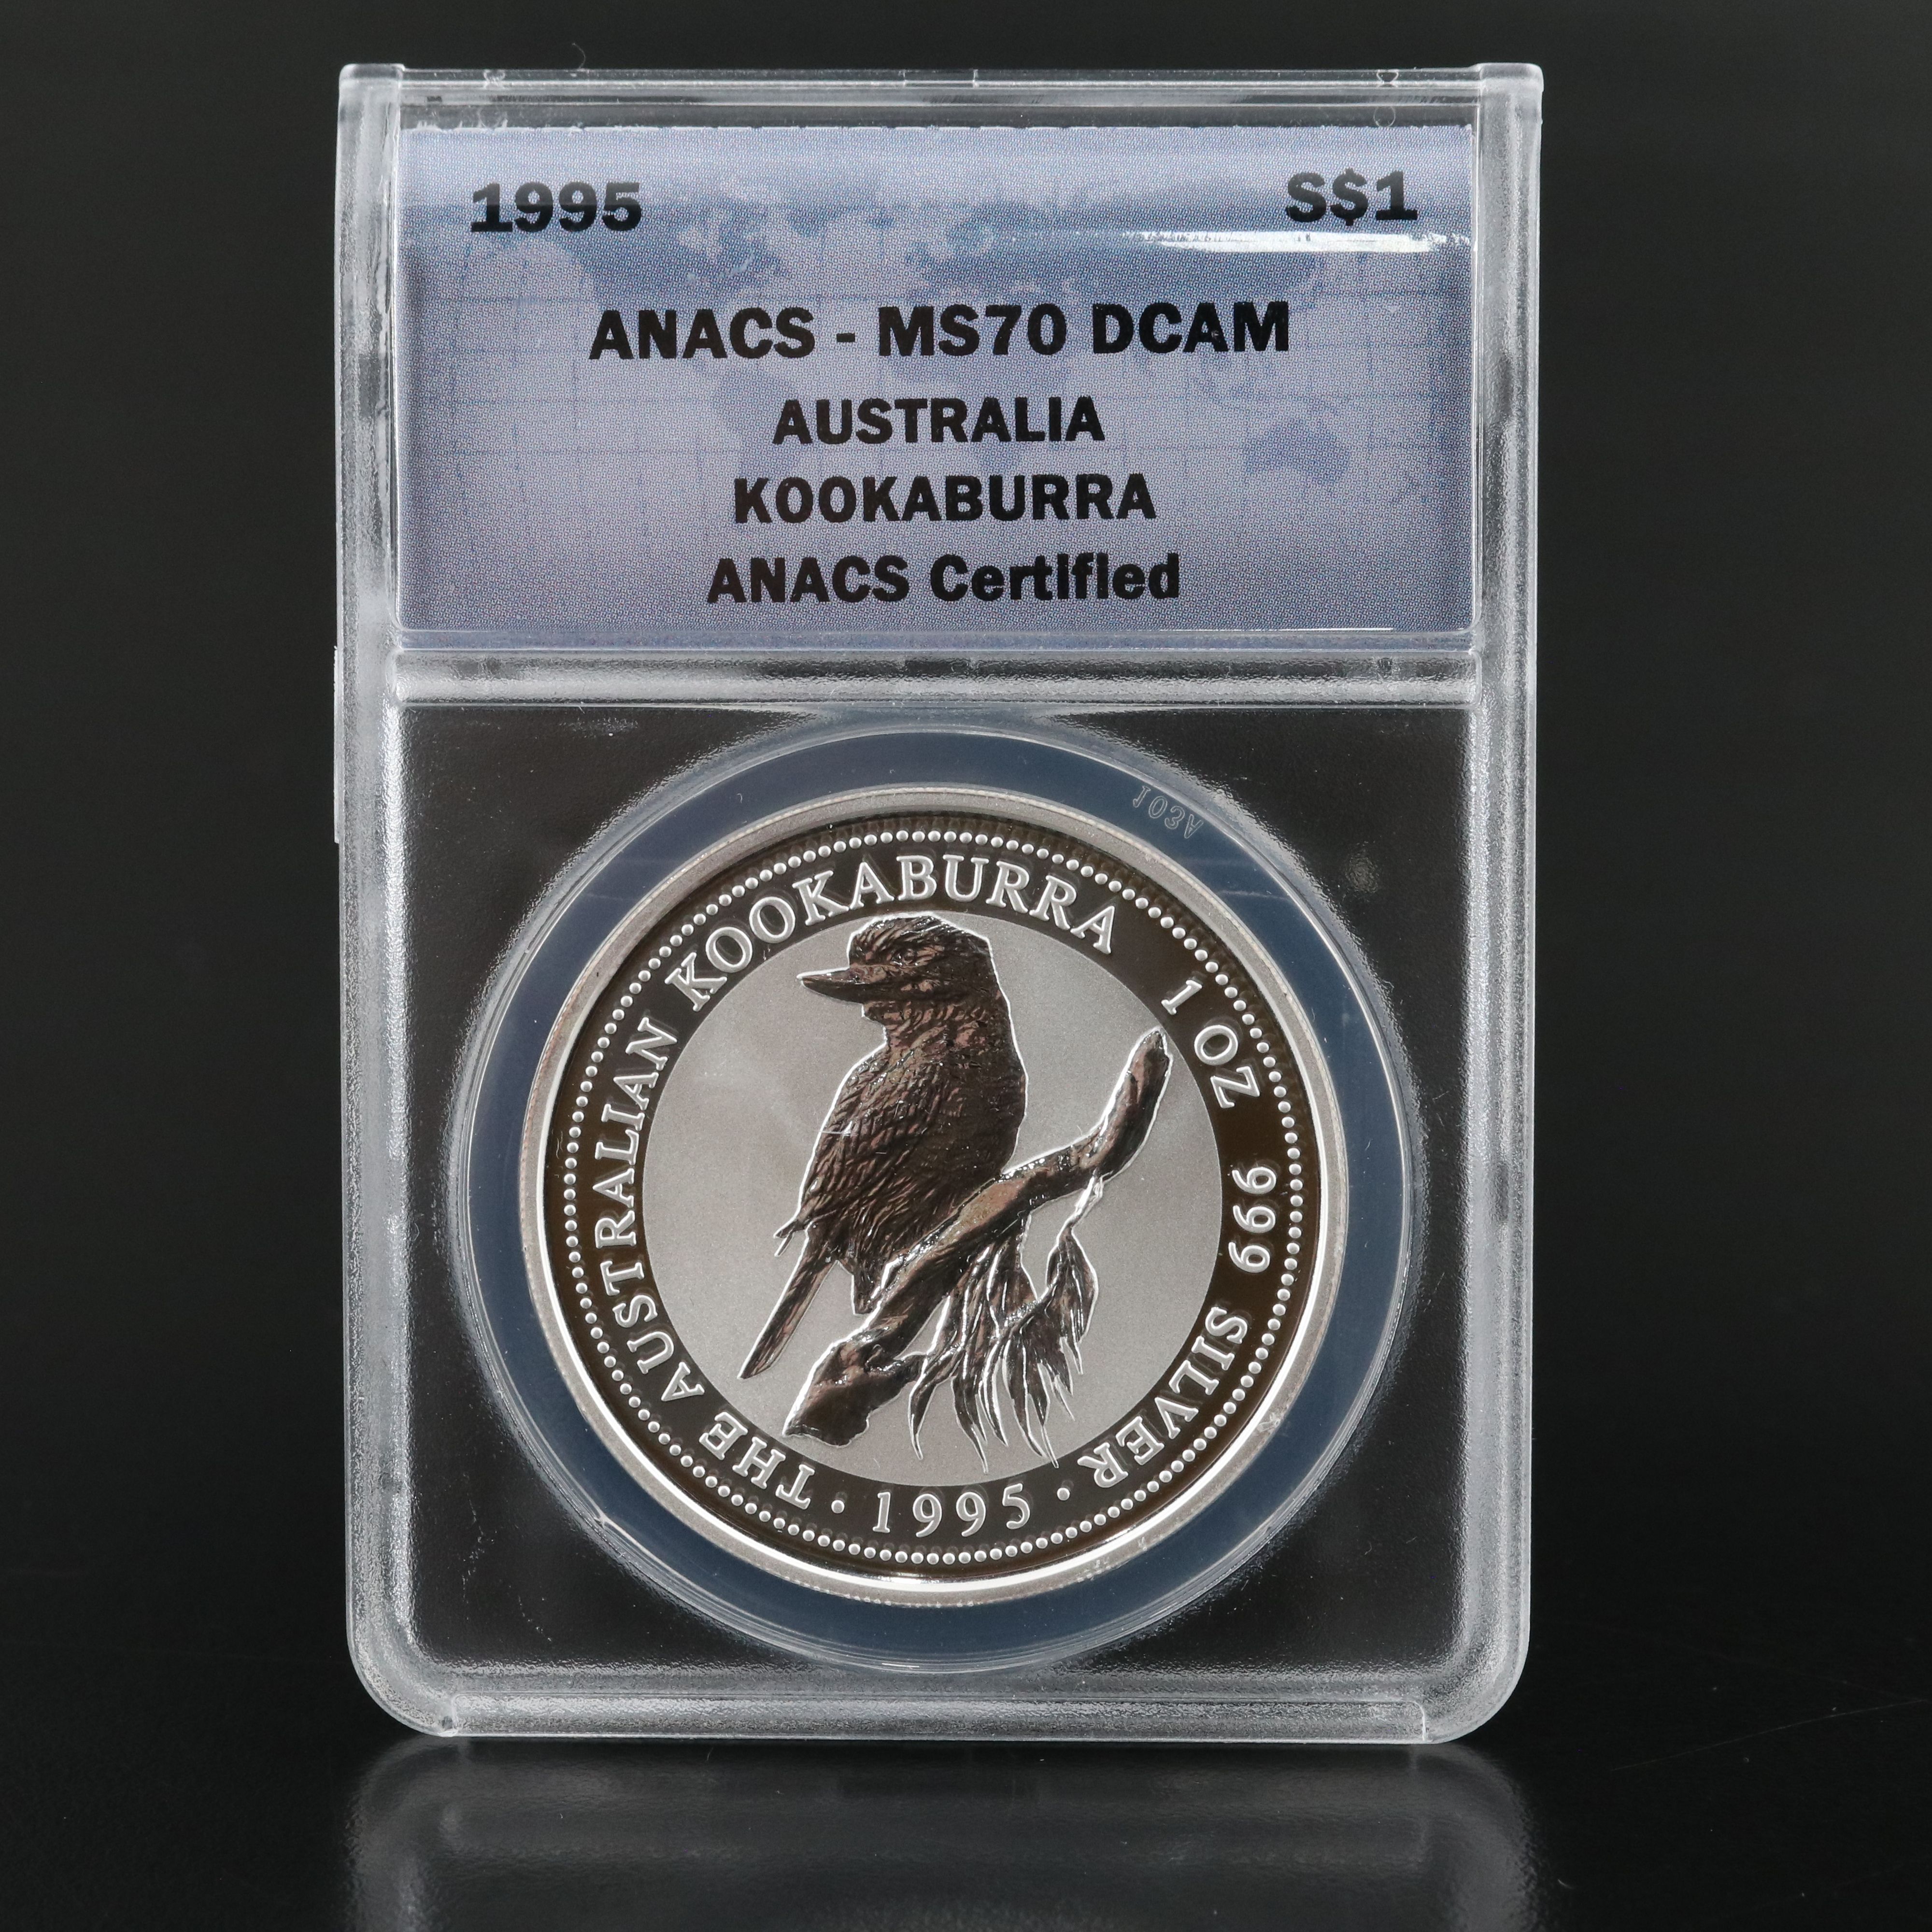 1995 S$1
ANACS - MS70 DCAM
AUSTRALIA
KOOKABURRA
ANACS Certified
THE AUSTRALIAN KOOKABURRA 1 OZ 999 SILVER
· 1995 ·